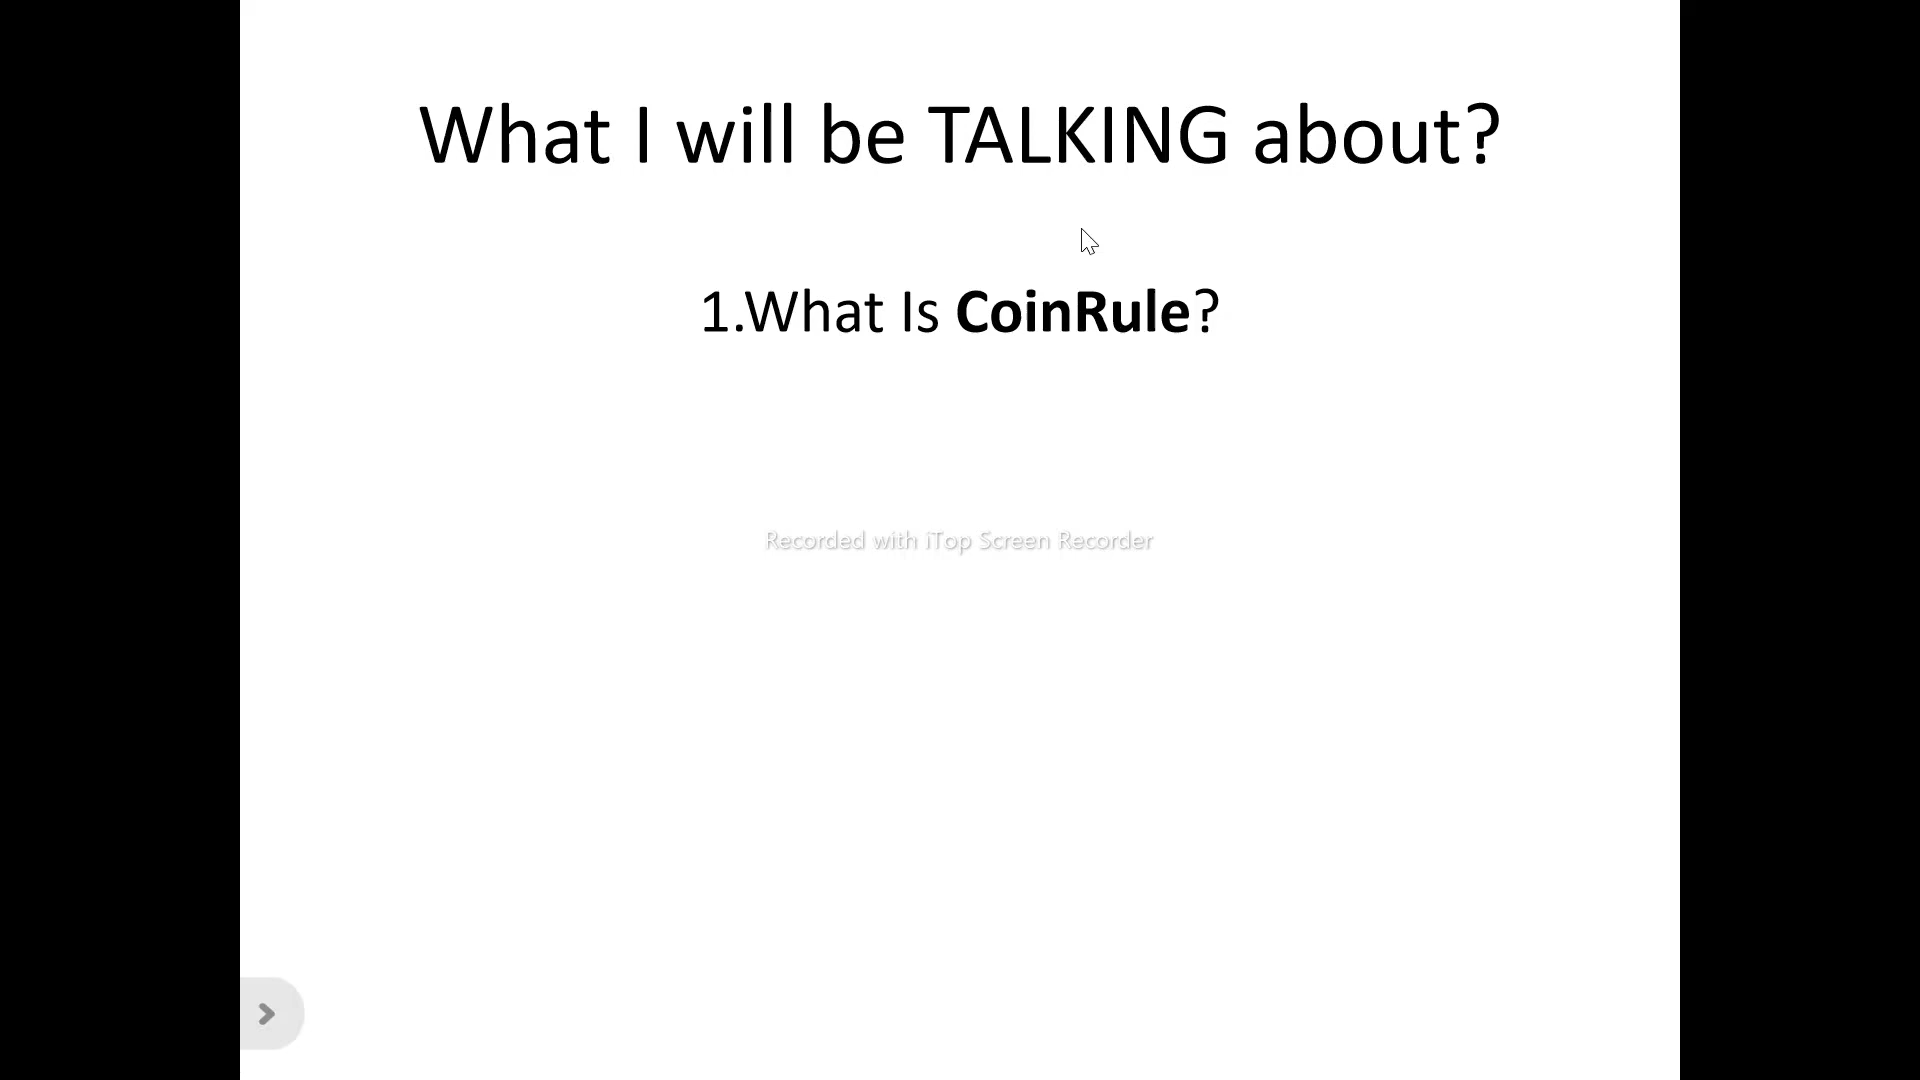 What I will be TALKING about?
1.What Is CoinRule?
Recorded with iTop Screen Recorder